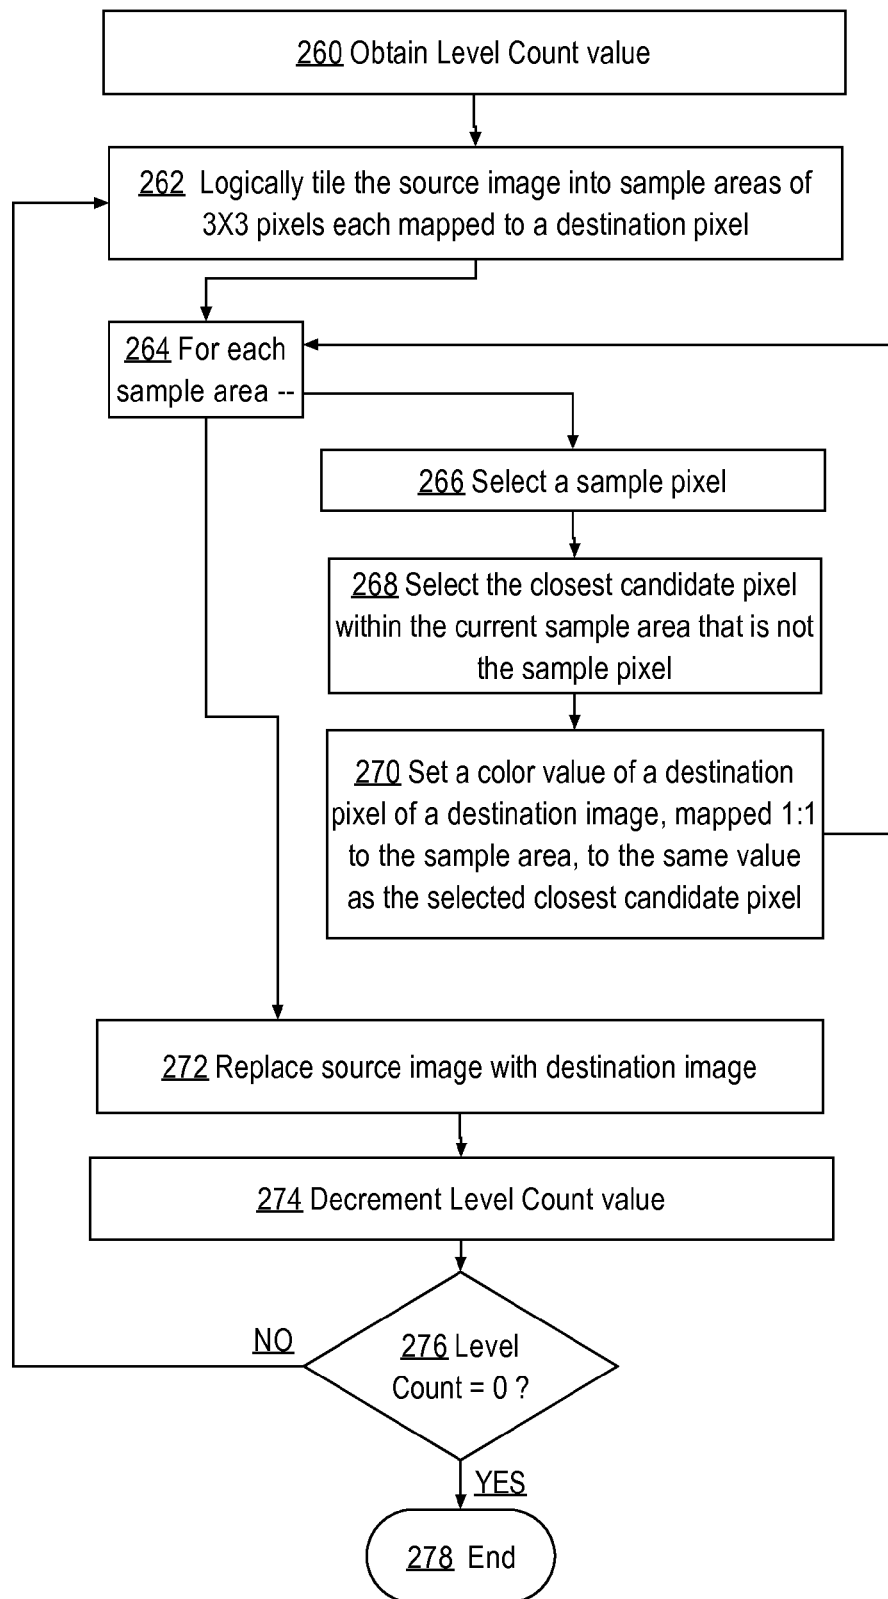 260 Obtain Level Count value
262 Logically tile the source image into sample areas of
3X3 pixels each mapped to a destination pixel
264 For each
sample area --
266 Select a sample pixel
268 Select the closest candidate pixel
within the current sample area that is not
the sample pixel
270 Set a color value of a destination
pixel of a destination image, mapped 1:1
to the sample area, to the same value
as the selected closest candidate pixel
272 Replace source image with destination image
274 Decrement Level Count value
276 Level
Count = 0 ?
NO
YES
278 End